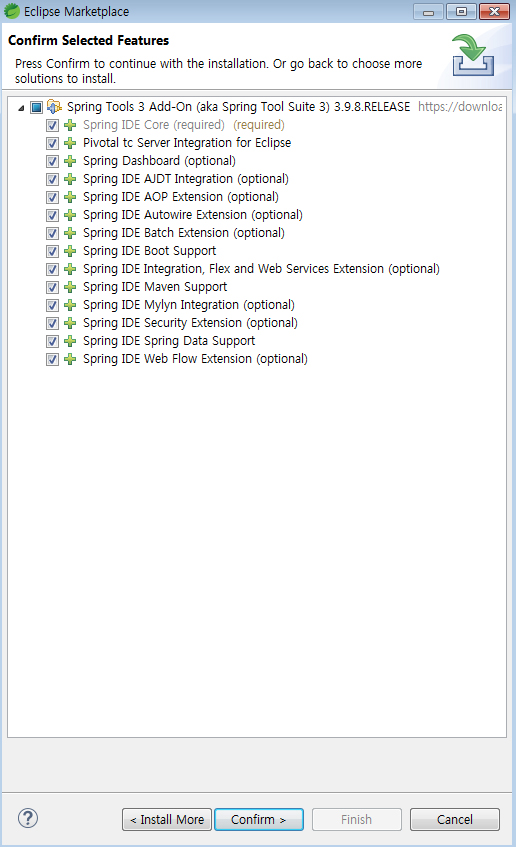 Eclipse Marketplace
Confirm Selected Features
Press Confirm to continue with the installation. Or go back to choose more
solutions to install.
Spring Tools 3 Add-On (aka Spring Tool Suite 3) 3.9.8.RELEASE https://downloa
Spring IDE Core (required) (required)
Pivotal tc Server Integration for Eclipse
Spring Dashboard (optional)
Spring IDE AJDT Integration (optional)
Spring IDE AOP Extension (optional)
Spring IDE Autowire Extension (optional)
Spring IDE Batch Extension (optional)
Spring IDE Boot Support
Spring IDE Integration, Flex and Web Services Extension (optional)
Spring IDE Maven Support
Spring IDE Mylyn Integration (optional)
Spring IDE Security Extension (optional)
Spring IDE Spring Data Support
Spring IDE Web Flow Extension (optional)
? < Install More Confirm > Finish Cancel